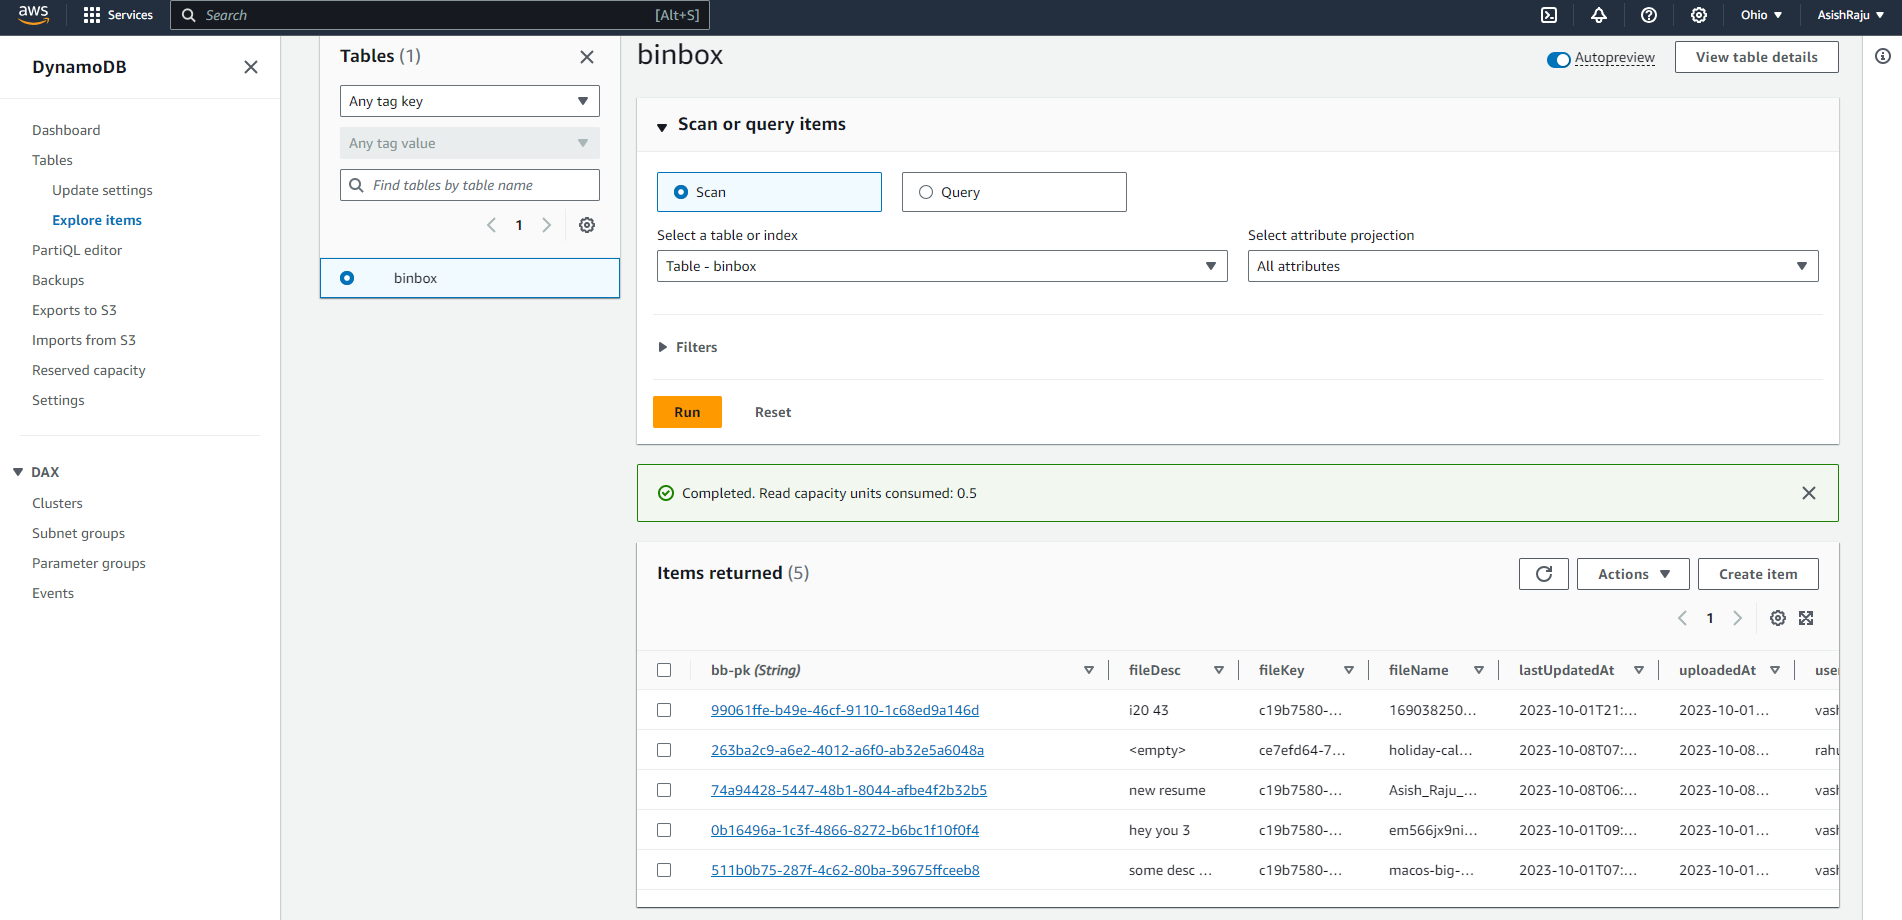 aws
Services
Search
[Alt+S]
Ohio
AsishRaju
DynamoDB
Dashboard
Tables
Update settings
Explore items
PartiQL editor
Backups
Exports to S3
Imports from S3
Reserved capacity
Settings
DAX
Clusters
Subnet groups
Parameter groups
Events
Tables (1)
Any tag key
Any tag value
Find tables by table name
1
binbox
binbox
Autopreview
View table details
Scan or query items
Scan
Query
Select a table or index
Select attribute projection
Table - binbox
All attributes
Filters
Run
Reset
Completed. Read capacity units consumed: 0.5
Items returned (5)
Actions
Create item
1
bb-pk (String) fileDesc fileKey fileName lastUpdatedAt uploadedAt user
99061ffe-b49e-46cf-9110-1c68ed9a146d i20 43 c19b7580-... 169038250... 2023-10-01T21:... 2023-10-01... vash
263ba2c9-a6e2-4012-a6f0-ab32e5a6048a <empty> ce7efd64-7... holiday-cal... 2023-10-08T07:... 2023-10-08... rahu
74a94428-5447-48b1-8044-afbe4f2b32b5 new resume c19b7580-... Asish_Raju_... 2023-10-08T06:... 2023-10-08... vash
0b16496a-1c3f-4866-8272-b6bc1f10f0f4 hey you 3 c19b7580-... em566jx9ni... 2023-10-01T09:... 2023-10-01... vash
511b0b75-287f-4c62-80ba-39675ffceeb8 some desc ... c19b7580-... macos-big-... 2023-10-01T07:... 2023-10-01... vash